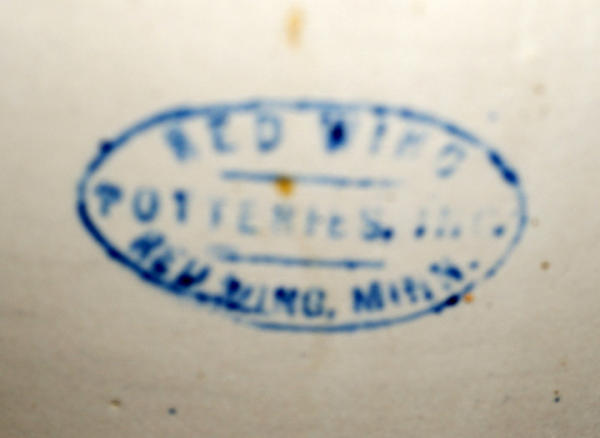 RED WING
POTTERIES, INC.
RED WING, MINN.